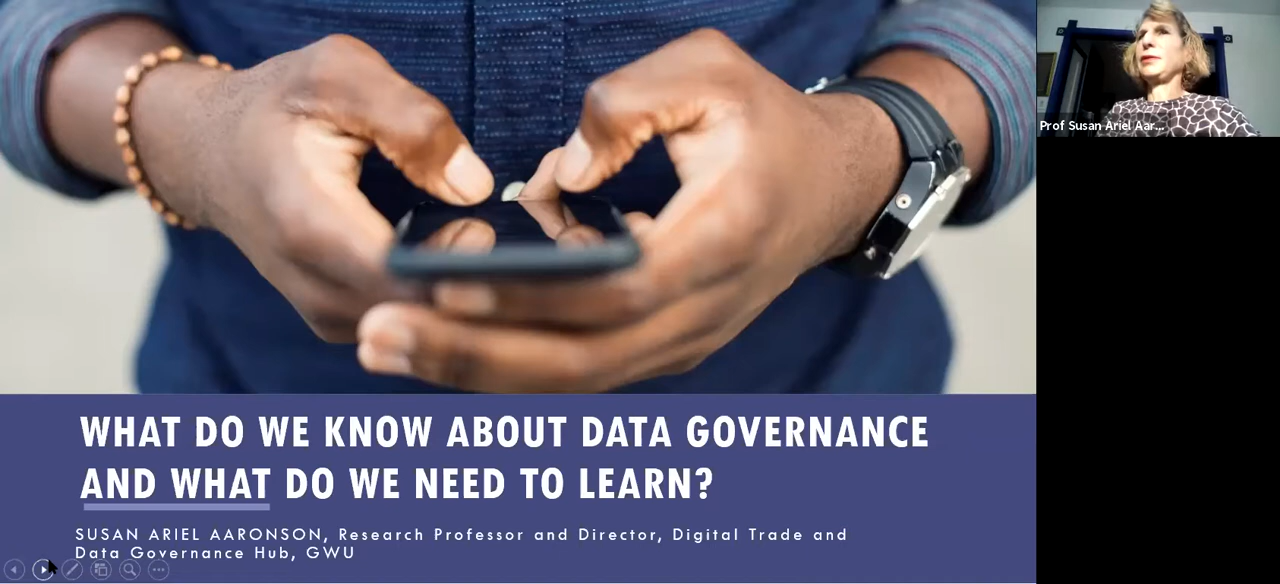 Prof Susan Ariel Aar...
WHAT DO WE KNOW ABOUT DATA GOVERNANCE
AND WHAT DO WE NEED TO LEARN?
SUSAN ARIEL AARONSON, Research Professor and Director, Digital Trade and
Data Governance Hub, GWU